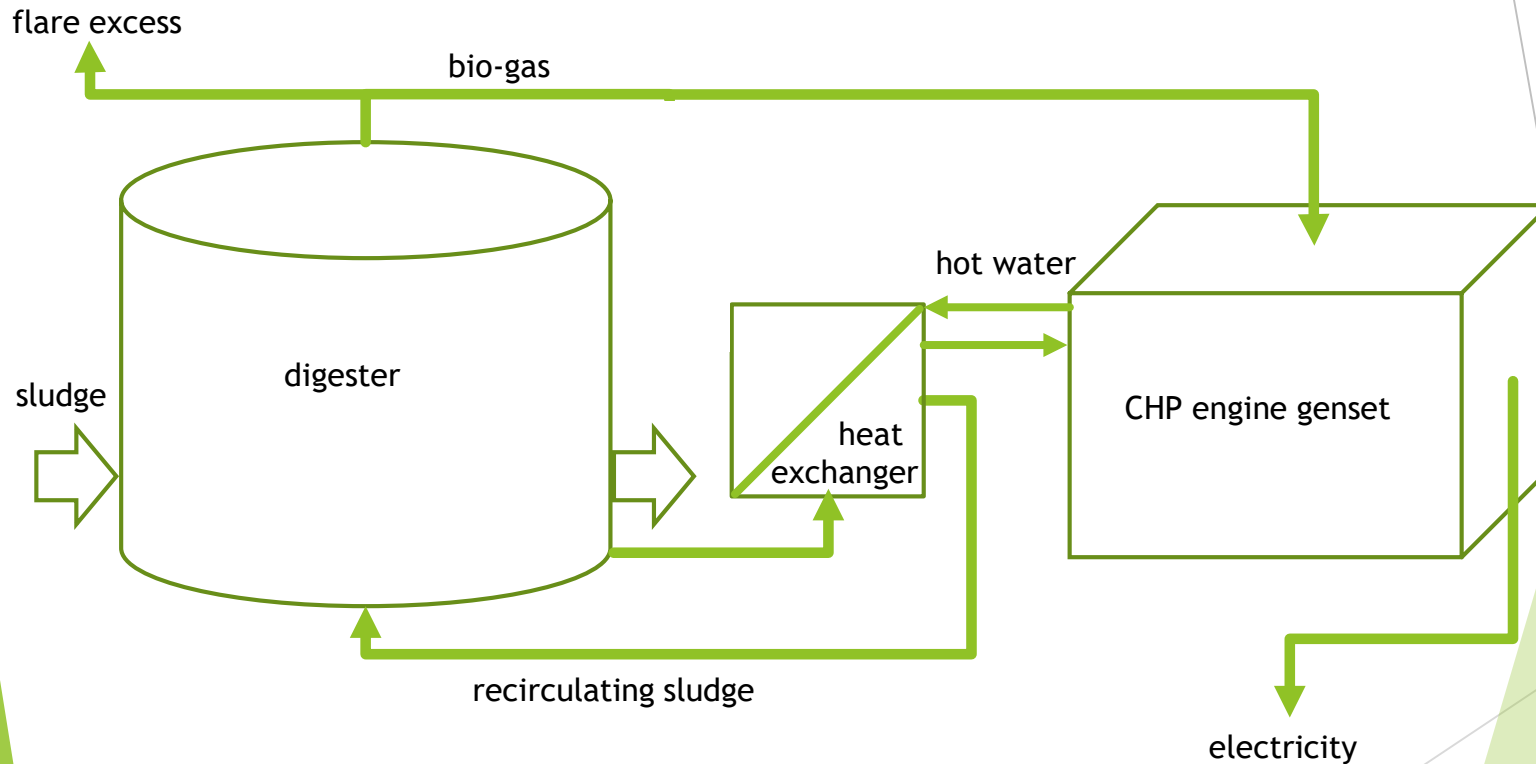 flare excess
bio-gas
hot water
digester
sludge
CHP engine genset
heat
exchanger
recirculating sludge
electricity